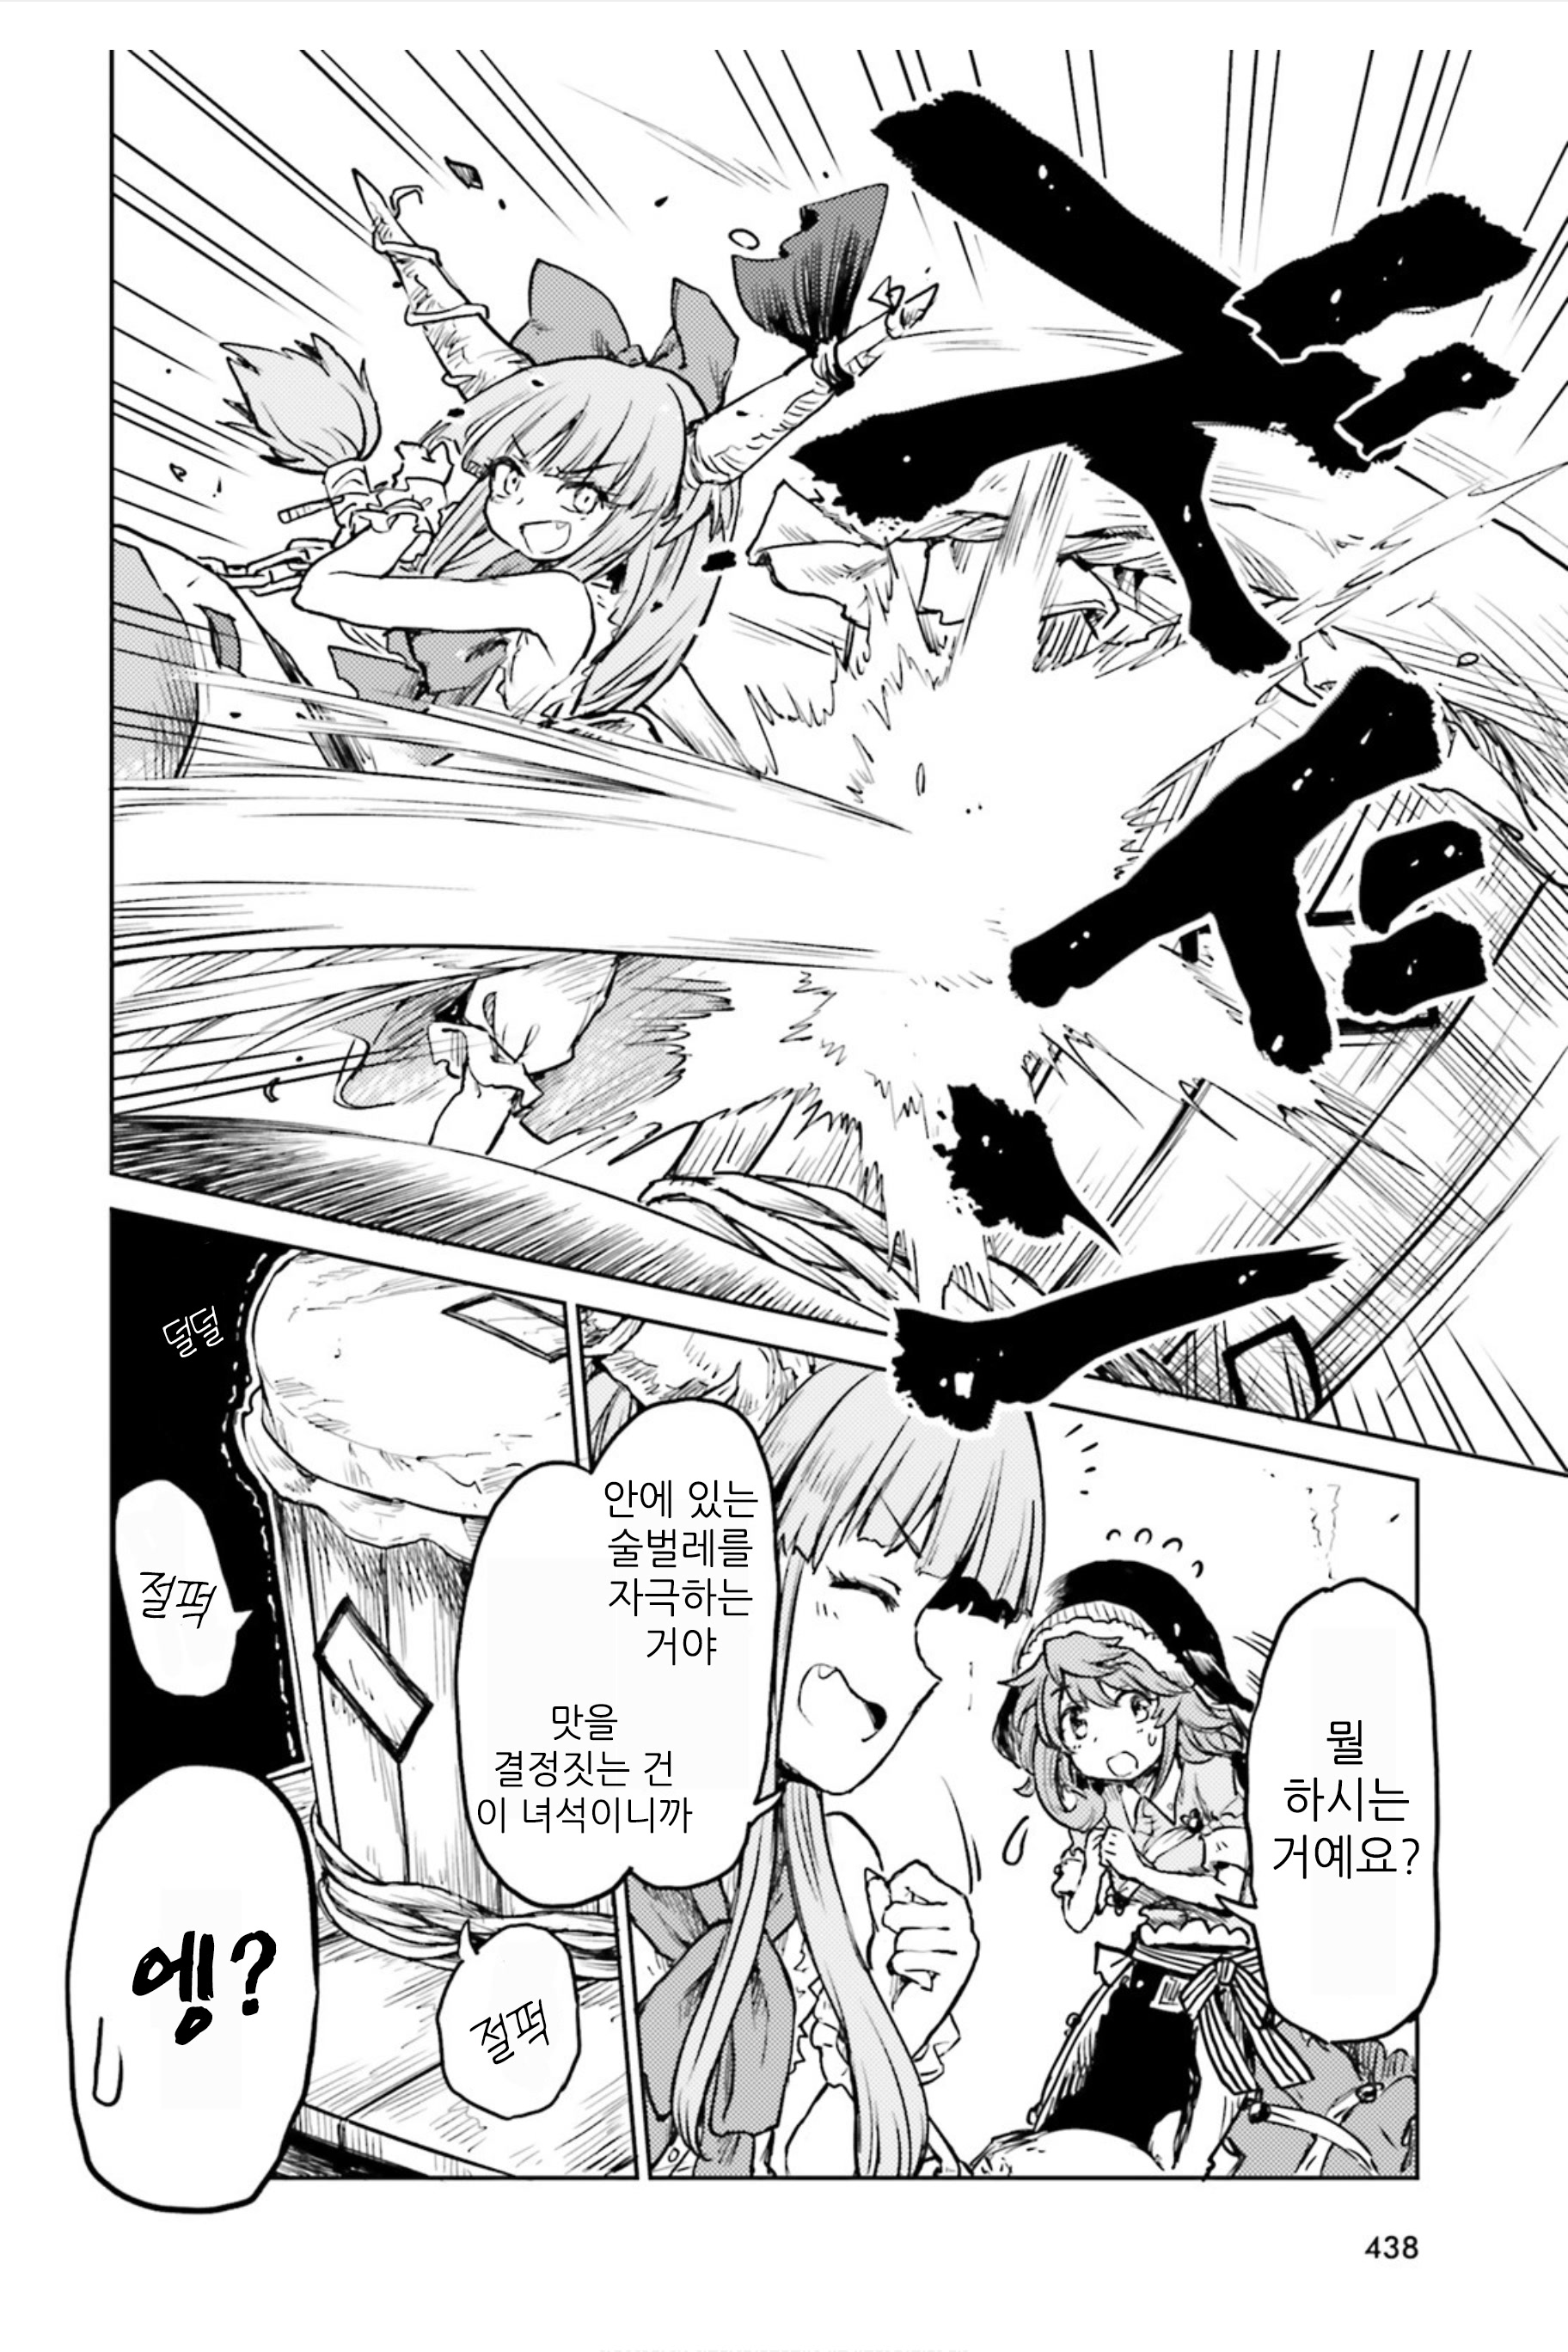 뭘
하시는
거예요?
안에 있는
술벌레를
자극하는
거야
맛을
결정짓는 건
이 녀석이니까
덜덜
절퍽
절퍽
엥?
438